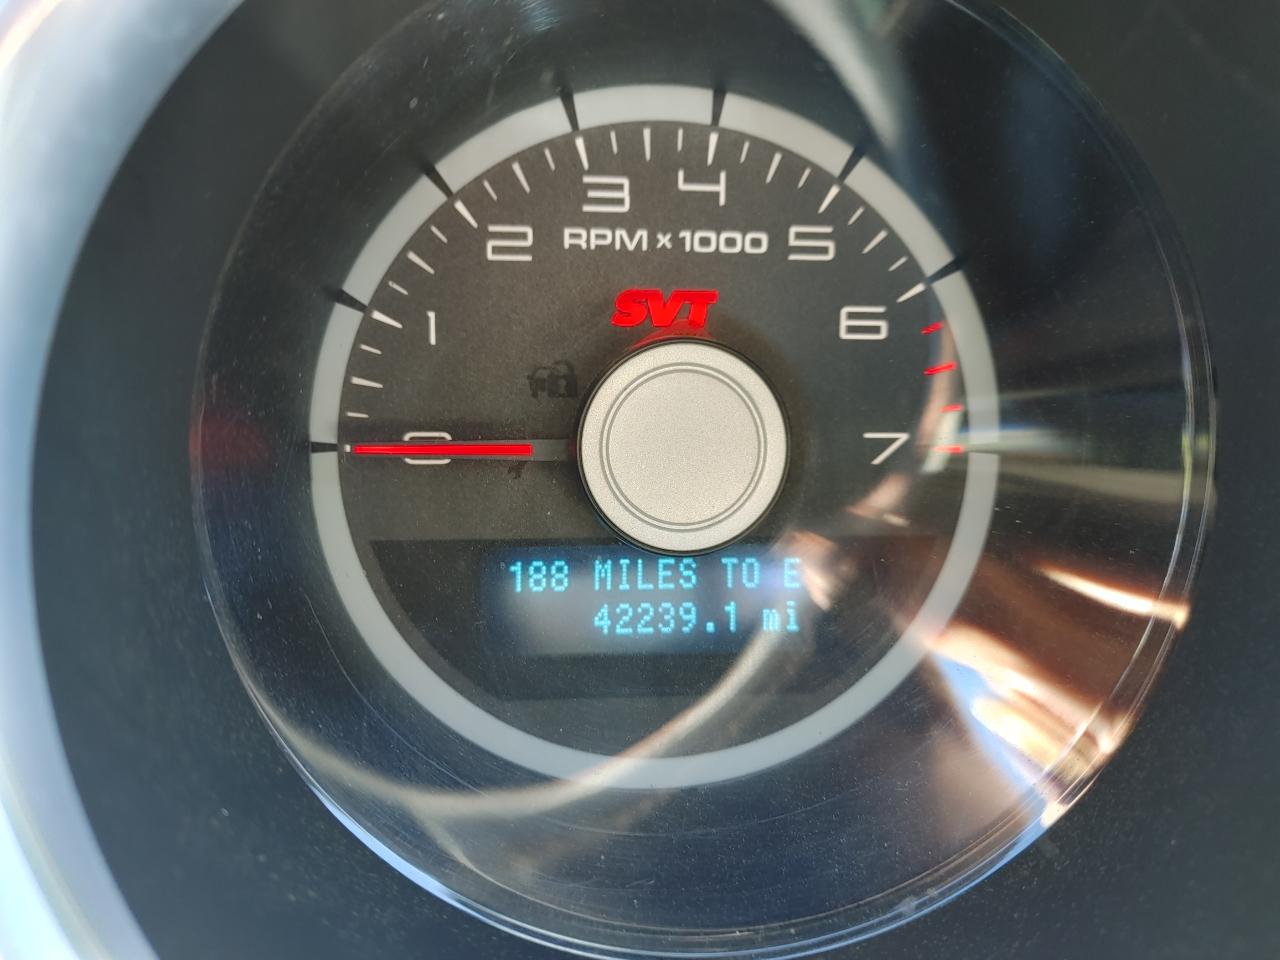 3 4
2 RPM x 1000 5
SVT
1 6
0 7
188 MILES TO E
42239.1 mi